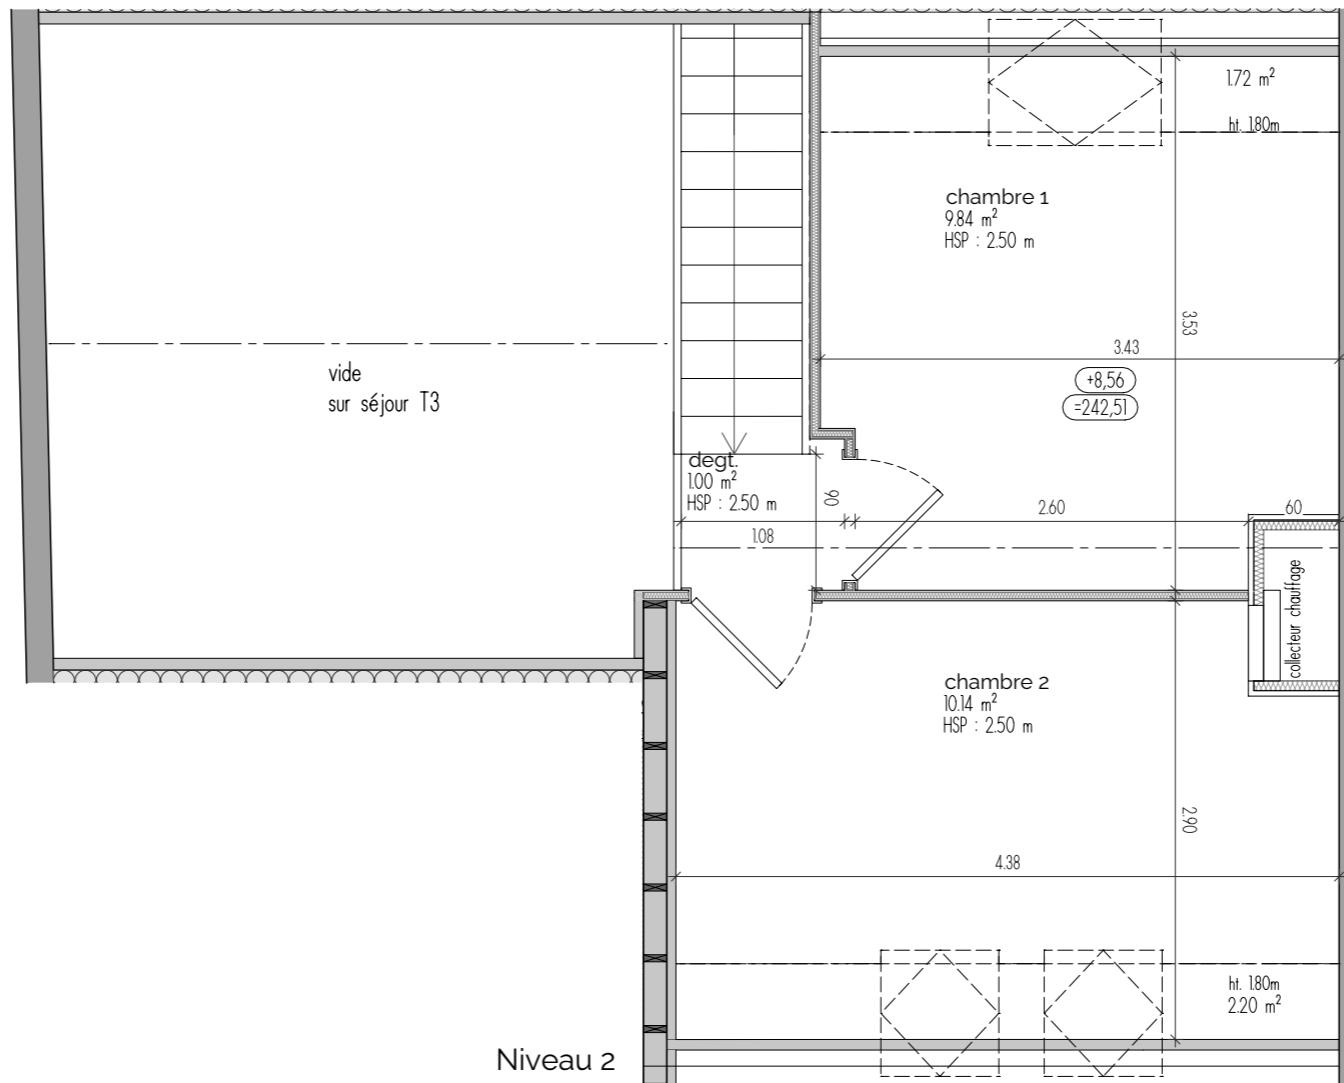 1.72 m²
ht. 1.80m
chambre 1
9.84 m²
HSP : 2.50 m
3.53
3.43
vide
sur séjour T3
+8,56
=242,51
degt.
1.00 m²
HSP : 2.50 m
90
2.60
60
1.08
collecteur chauffage
chambre 2
10.14 m²
HSP : 2.50 m
2.90
4.38
ht. 1.80m
2.20 m²
Niveau 2